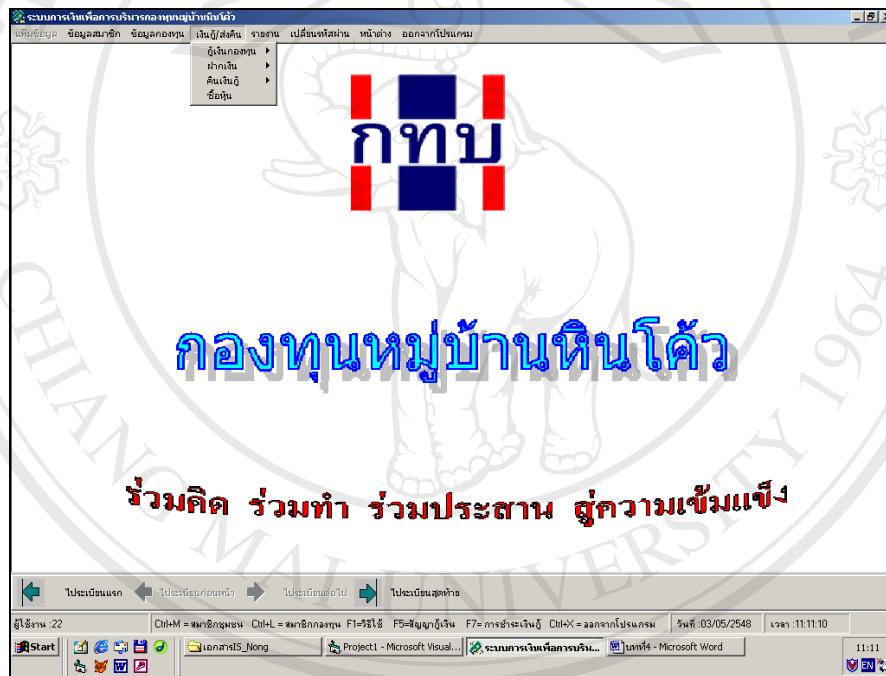 ระบบการเงินเพื่อการบริหารกองทุนหมู่บ้านหินโค้ว
แฟ้มข้อมูล ข้อมูลสมาชิก ข้อมูลกองทุน เงินกู้/ส่งคืน รายงาน เปลี่ยนรหัสผ่าน หน้าต่าง ออกจากโปรแกรม
กู้เงินกองทุน
ฝากเงิน
คืนเงินกู้
ซื้อหุ้น
กทบ
กองทุนหมู่บ้านหินโค้ว
ร่วมคิด ร่วมทำ ร่วมประสาน สู่ความเข้มแข็ง
CHIANG MAI UNIVERSITY 1964
ไประเบียนแรก ไประเบียนก่อนหน้า ไประเบียนต่อไป ไประเบียนสุดท้าย
ผู้ใช้งาน :22 Ctrl+M = สมาชิกชุมชน Ctrl+L = สมาชิกกองทุน F1=วิธีใช้ F5=สัญญากู้เงิน F7= การชำระเงินกู้ Ctrl+X = ออกจากโปรแกรม วันที่ :03/05/2548 เวลา :11:11:10
Start เอกสารIS_Nong Project1 - Microsoft Visual... ระบบการเงินเพื่อการบริห... บทที่4 - Microsoft Word 11:11
EN